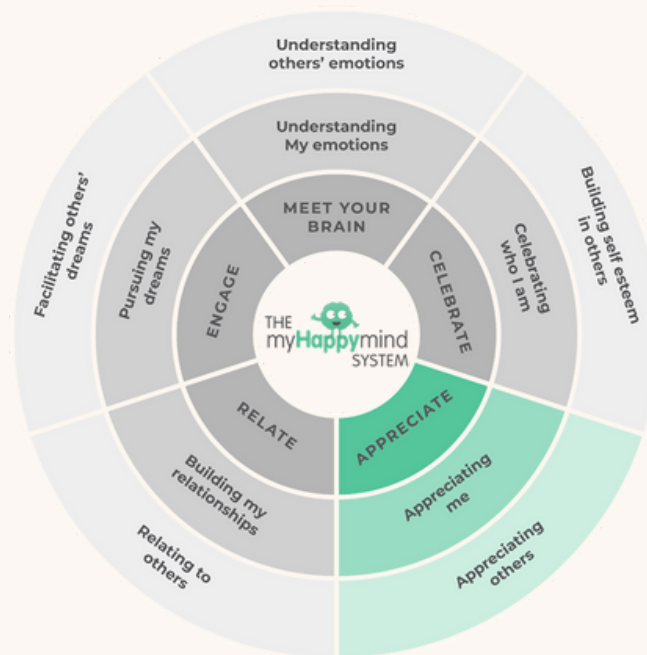 Understanding
others' emotions
Understanding
My emotions
MEET YOUR
BRAIN
Building self esteem
in others
Celebrating
who I am
CELEBRATE
Facilitating others'
dreams
Pursuing my
dreams
ENGAGE
THE
myHappymind
SYSTEM
RELATE
Building my
relationships
Relating to
others
APPRECIATE
Appreciating
me
Appreciating
others